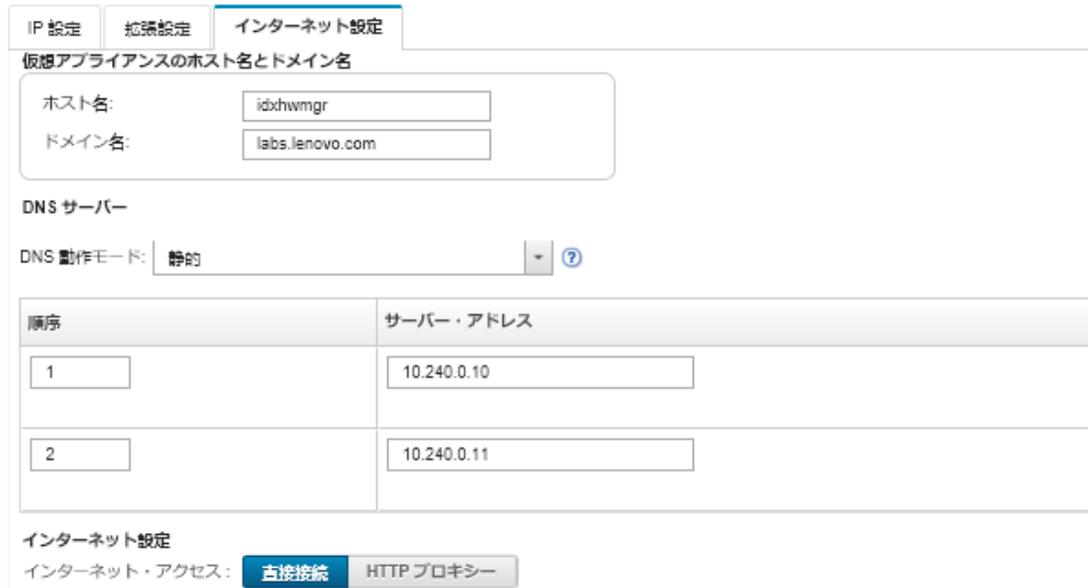 IP 設定 拡張設定 インターネット設定
仮想アプライアンスのホスト名とドメイン名
ホスト名: idxhwmgr
ドメイン名: labs.lenovo.com
DNS サーバー
DNS 動作モード: 静的 ?
順序 サーバー・アドレス
1 10.240.0.10
2 10.240.0.11
インターネット設定
インターネット・アクセス: 直接接続 HTTP プロキシー